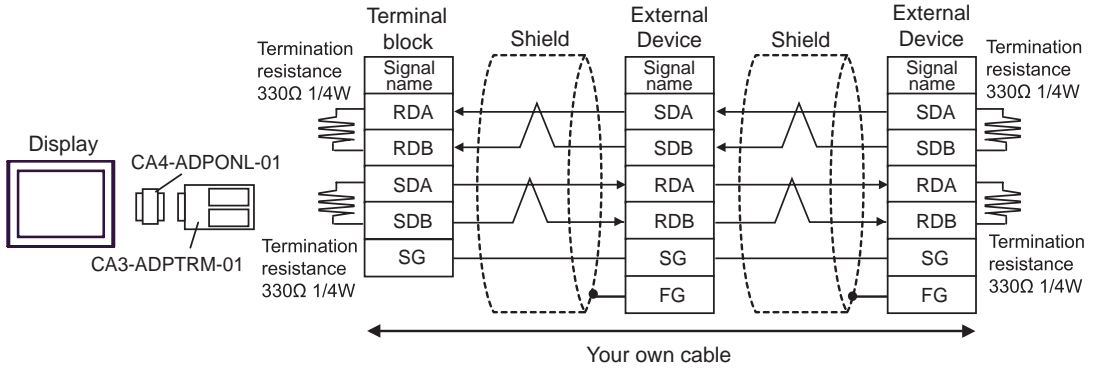 Display
CA4-ADPONL-01
CA3-ADPTRM-01
Termination
resistance
330Ω 1/4W
Termination
resistance
330Ω 1/4W
Terminal
block
Signal
name
RDA
RDB
SDA
SDB
SG
Shield
External
Device
Signal
name
SDA
SDB
RDA
RDB
SG
FG
Shield
External
Device
Signal
name
SDA
SDB
RDA
RDB
SG
FG
Termination
resistance
330Ω 1/4W
Termination
resistance
330Ω 1/4W
Your own cable